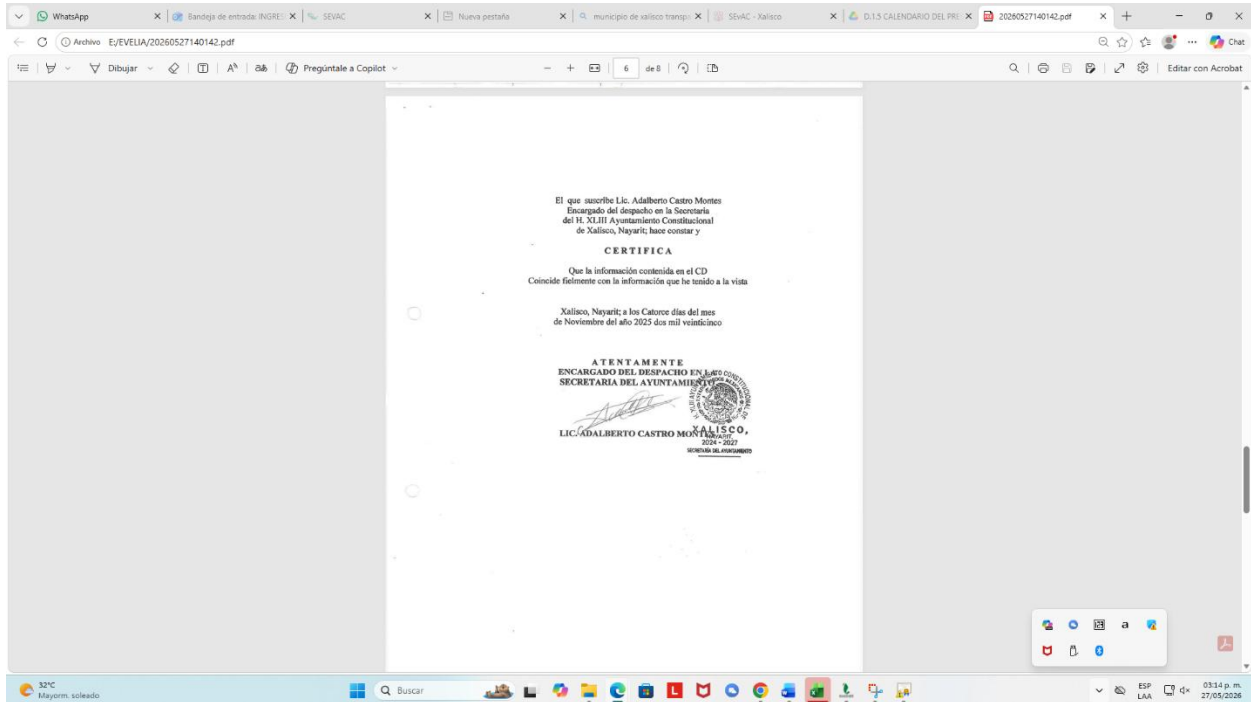 WhatsApp
Bandeja de entrada: INGRE
SEVAC
Nueva pestaña
municipio de xalisco transp
SEvAC - Xalisco
D.1.5 CALENDARIO DEL PRE
20260527140142.pdf
Archivo E:/EVELIA/20260527140142.pdf
Chat
Dibujar
Pregúntale a Copilot
6 de 8
Editar con Acrobat
El que suscribe Lic. Adalberto Castro Montes
Encargado del despacho en la Secretaria
del H. XLIII Ayuntamiento Constitucional
de Xalisco, Nayarit; hace constar y
CERTIFICA
Que la información contenida en el CD
Coincide fielmente con la información que he tenido a la vista
Xalisco, Nayarit; a los Catorce días del mes
de Noviembre del año 2025 dos mil veinticinco
ATENTAMENTE
ENCARGADO DEL DESPACHO EN LA
SECRETARIA DEL AYUNTAMIENTO
LIC. ADALBERTO CASTRO MONTES
XALISCO,
NAYARIT,
2024 - 2027
SECRETARÍA DEL AYUNTAMIENTO
32°C
Mayorm. soleado
Buscar
ESP
LAA
03:14 p. m.
27/05/2026